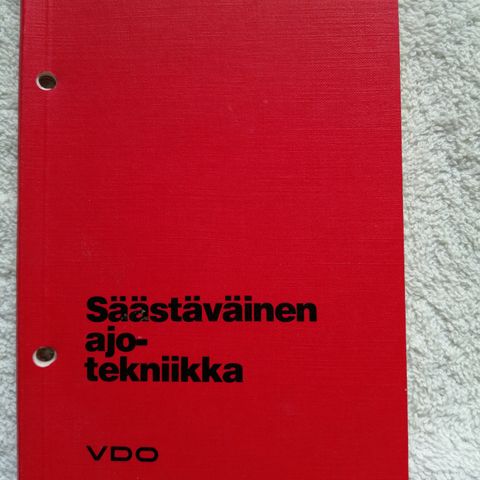 Säästäväinen
ajo-
tekniikka
VDO